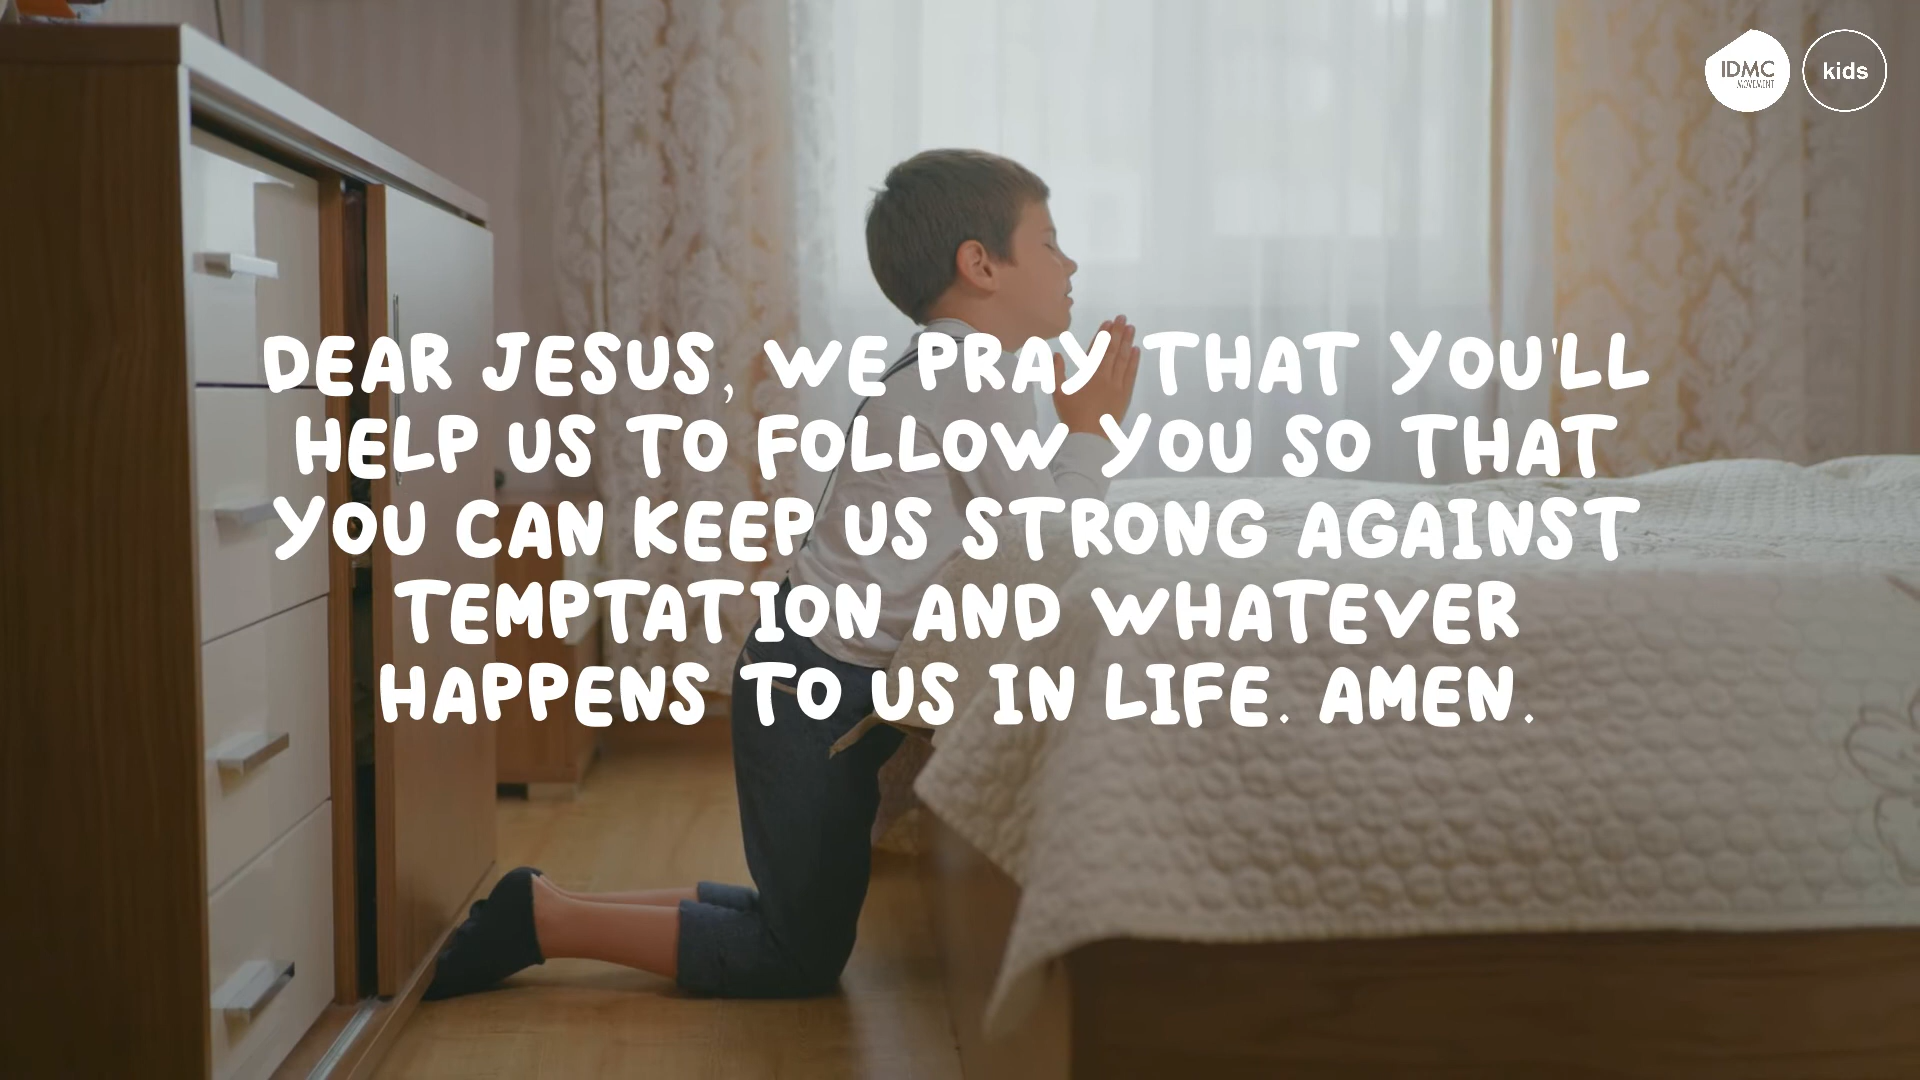 IDMC
MOVEMENT
kids
DEAR JESUS, WE PRAY THAT YOU'LL
HELP US TO FOLLOW YOU SO THAT
YOU CAN KEEP US STRONG AGAINST
TEMPTATION AND WHATEVER
HAPPENS TO US IN LIFE. AMEN.